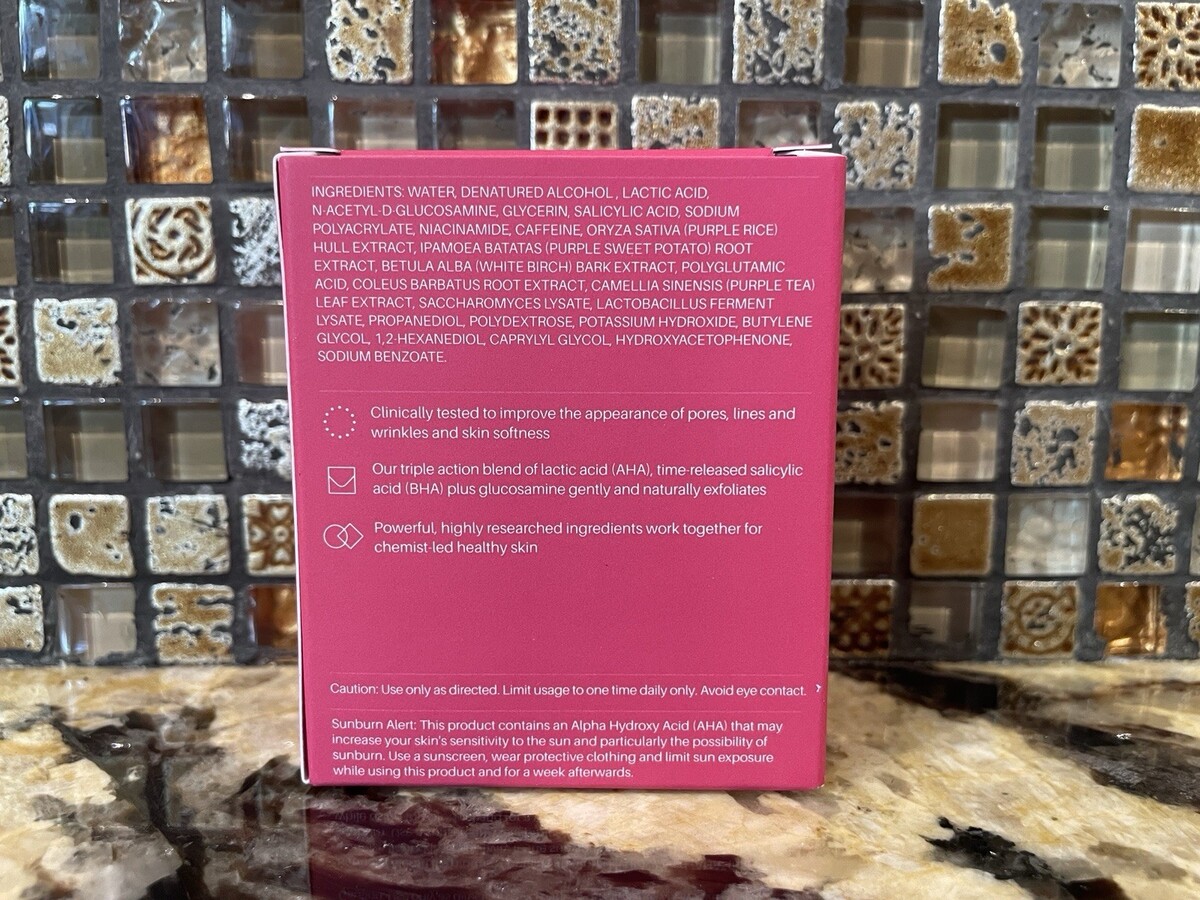 INGREDIENTS: WATER, DENATURED ALCOHOL, LACTIC ACID,
N-ACETYL-D-GLUCOSAMINE, GLYCERIN, SALICYLIC ACID, SODIUM
POLYACRYLATE, NIACINAMIDE, CAFFEINE, ORYZA SATIVA (PURPLE RICE)
HULL EXTRACT, IPAMOEA BATATAS (PURPLE SWEET POTATO) ROOT
EXTRACT, BETULA ALBA (WHITE BIRCH) BARK EXTRACT, POLYGLUTAMIC
ACID, COLEUS BARBATUS ROOT EXTRACT, CAMELLIA SINENSIS (PURPLE TEA)
LEAF EXTRACT, SACCHAROMYCES LYSATE, LACTOBACILLUS FERMENT
LYSATE, PROPANEDIOL, POLYDEXTROSE, POTASSIUM HYDROXIDE, BUTYLENE
GLYCOL, 1,2-HEXANEDIOL, CAPRYLYL GLYCOL, HYDROXYACETOPHENONE,
SODIUM BENZOATE.
Clinically tested to improve the appearance of pores, lines and
wrinkles and skin softness
Our triple action blend of lactic acid (AHA), time-released salicylic
acid (BHA) plus glucosamine gently and naturally exfoliates
Powerful, highly researched ingredients work together for
chemist-led healthy skin
Caution: Use only as directed. Limit usage to one time daily only. Avoid eye contact.
Sunburn Alert: This product contains an Alpha Hydroxy Acid (AHA) that may
increase your skin's sensitivity to the sun and particularly the possibility of
sunburn. Use a sunscreen, wear protective clothing and limit sun exposure
while using this product and for a week afterwards.